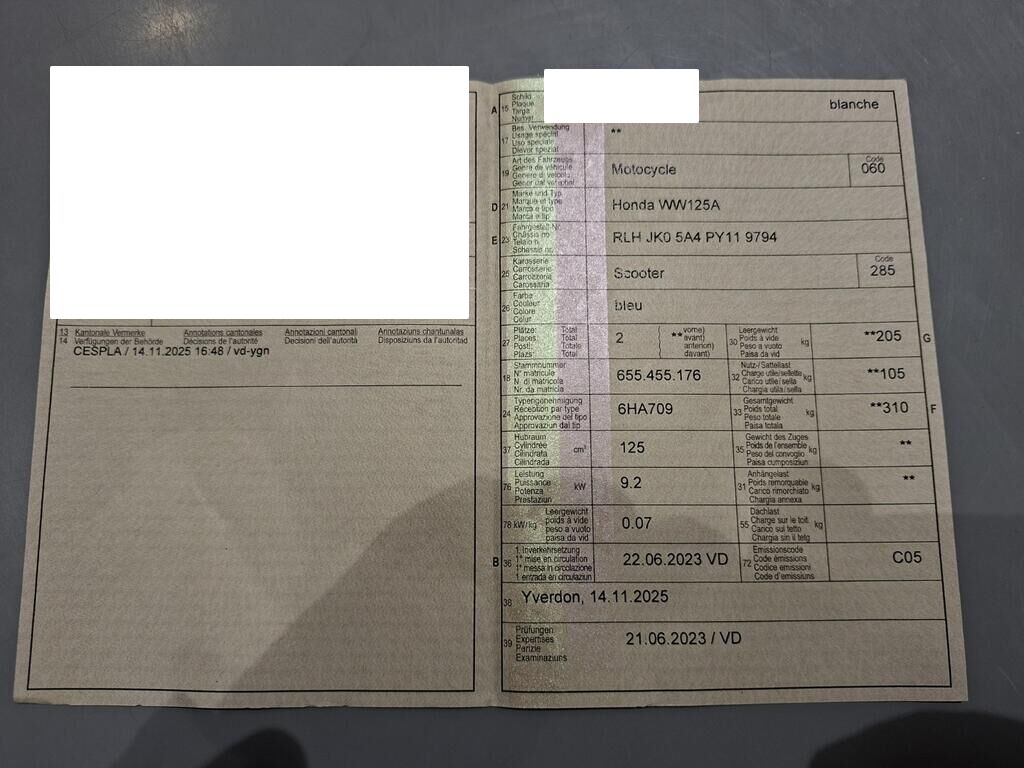 13 Kantonale Vermerke Annotations cantonales Annotazioni cantonali Annotaziuns chantunalas
14 Verfügungen der Behörde Décisions de l'autorité Decisioni dell'autorità Disposiziuns da l'autoritad
CESPLA / 14.11.2025 16:48 / vd-ygn
A 15 Schild
Plaque
Targa
Numer
blanche
17 Bes. Verwendung
Usage spécial
Uso speciale
Diever spezial
**
19 Art des Fahrzeugs
Genre de véhicule
Genere di veicolo
Gener dal vehichel
Motocycle
Code
060
D 21 Marke und Typ
Marque et type
Marca e tipo
Marca e tip
Honda WW125A
E 23 Fahrgestell-Nr.
Châssis no
Telaio n.
Schassis nr.
RLH JK0 5A4 PY11 9794
25 Karosserie
Carrosserie
Carrozzeria
Carossaria
Scooter
Code
285
26 Farbe
Couleur
Colore
Colur
bleu
27 Plätze: Total
Places: Total
Posti: Totale
Plazs: Total
2 ( ** vorne)
avant)
anteriori)
davant)
30 Leergewicht
Poids à vide
Peso a vuoto
Paisa da vid
kg
**205 G
18 Stammnummer
N° matricule
N. di matricola
Nr. da matricla
655.455.176
32 Nutz-/Sattellast
Charge utile/sellette
Carico utile/sella
Chargia utila/sella
kg
**105
24 Typengenehmigung
Réception par type
Approvazione del tipo
Approvaziun dal tip
6HA709
33 Gesamtgewicht
Poids total
Peso totale
Paisa totala
kg
**310 F
37 Hubraum
Cylindrée
Cilindrata
Cilindrada
cm³
125
35 Gewicht des Zuges
Poids de l'ensemble
Peso del convoglio
Paisa cumposiziun
kg
**
76 Leistung
Puissance
Potenza
Prestaziun
kW
9.2
31 Anhängelast
Poids remorquable
Carico rimorchiato
Chargia annexa
kg
**
78 kW/kg Leergewicht
poids à vide
peso a vuoto
paisa da vid
0.07
55 Dachlast
Charge sur le toit
Carico sul tetto
Chargia sin il tetg
kg
B 36 1. Inverkehrsetzung
1re mise en circulation
1a messa in circolazione
1. entrada en circulaziun
22.06.2023 VD
72 Emissionscode
Code émissions
Codice emissioni
Code d'emissiuns
C05
38 Yverdon, 14.11.2025
39 Prüfungen
Expertises
Perizie
Examinaziuns
21.06.2023 / VD